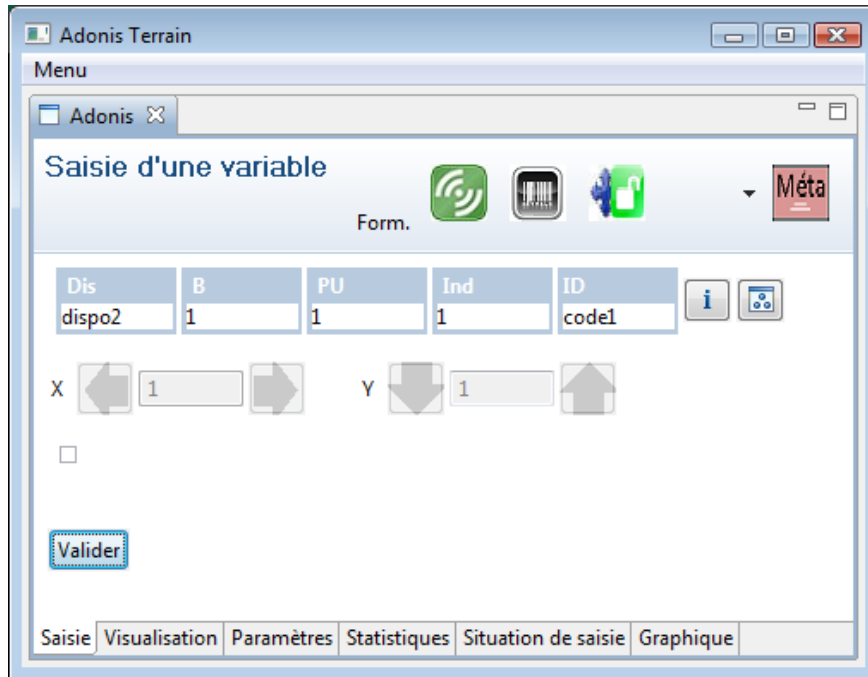 Adonis Terrain
Menu
Adonis
Saisie d'une variable
Form.
Méta
Dis B PU Ind ID
dispo2 1 1 1 code1
i
X 1 Y 1
Valider
Saisie Visualisation Paramètres Statistiques Situation de saisie Graphique